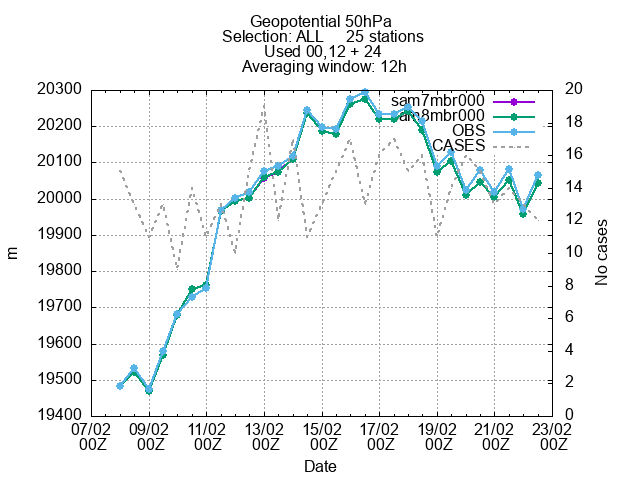 Geopotential 50hPa
Selection: ALL 25 stations
Used 00,12 + 24
Averaging window: 12h
20300
20200
20100
20000
19900
19800
19700
19600
19500
19400
m
20
18
16
14
12
10
8
6
4
2
0
No cases
sam7mbr000
sam8mbr000
OBS
CASES
07/02 09/02 11/02 13/02 15/02 17/02 19/02 21/02 23/02
00Z 00Z 00Z 00Z 00Z 00Z 00Z 00Z 00Z
Date